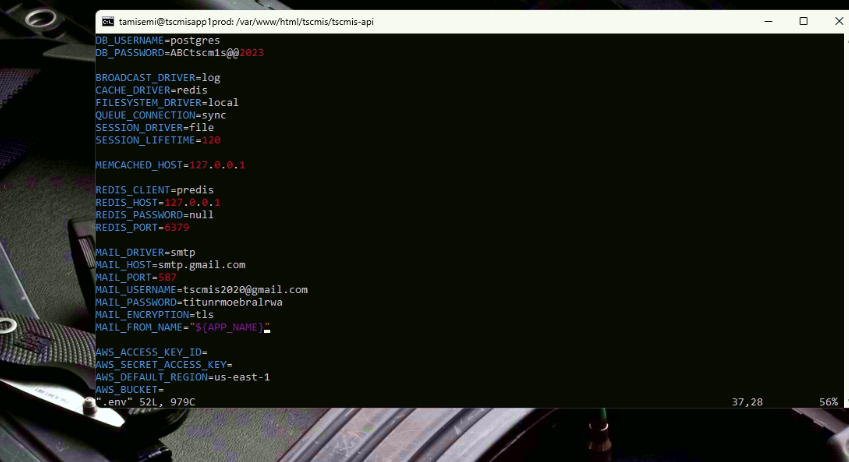 tamisemi@tscmisapp1prod: /var/www/html/tscmis/tscmis-api
DB_USERNAME=postgres
DB_PASSWORD=ABCtscm1s@@2023
BROADCAST_DRIVER=log
CACHE_DRIVER=redis
FILESYSTEM_DRIVER=local
QUEUE_CONNECTION=sync
SESSION_DRIVER=file
SESSION_LIFETIME=120
MEMCACHED_HOST=127.0.0.1
REDIS_CLIENT=predis
REDIS_HOST=127.0.0.1
REDIS_PASSWORD=null
REDIS_PORT=6379
MAIL_DRIVER=smtp
MAIL_HOST=smtp.gmail.com
MAIL_PORT=587
MAIL_USERNAME=tscmis2020@gmail.com
MAIL_PASSWORD=titunrmoebralrwa
MAIL_ENCRYPTION=tls
MAIL_FROM_NAME="${APP_NAME}"
AWS_ACCESS_KEY_ID=
AWS_SECRET_ACCESS_KEY=
AWS_DEFAULT_REGION=us-east-1
AWS_BUCKET=
".env" 52L, 979C 37,28 56%